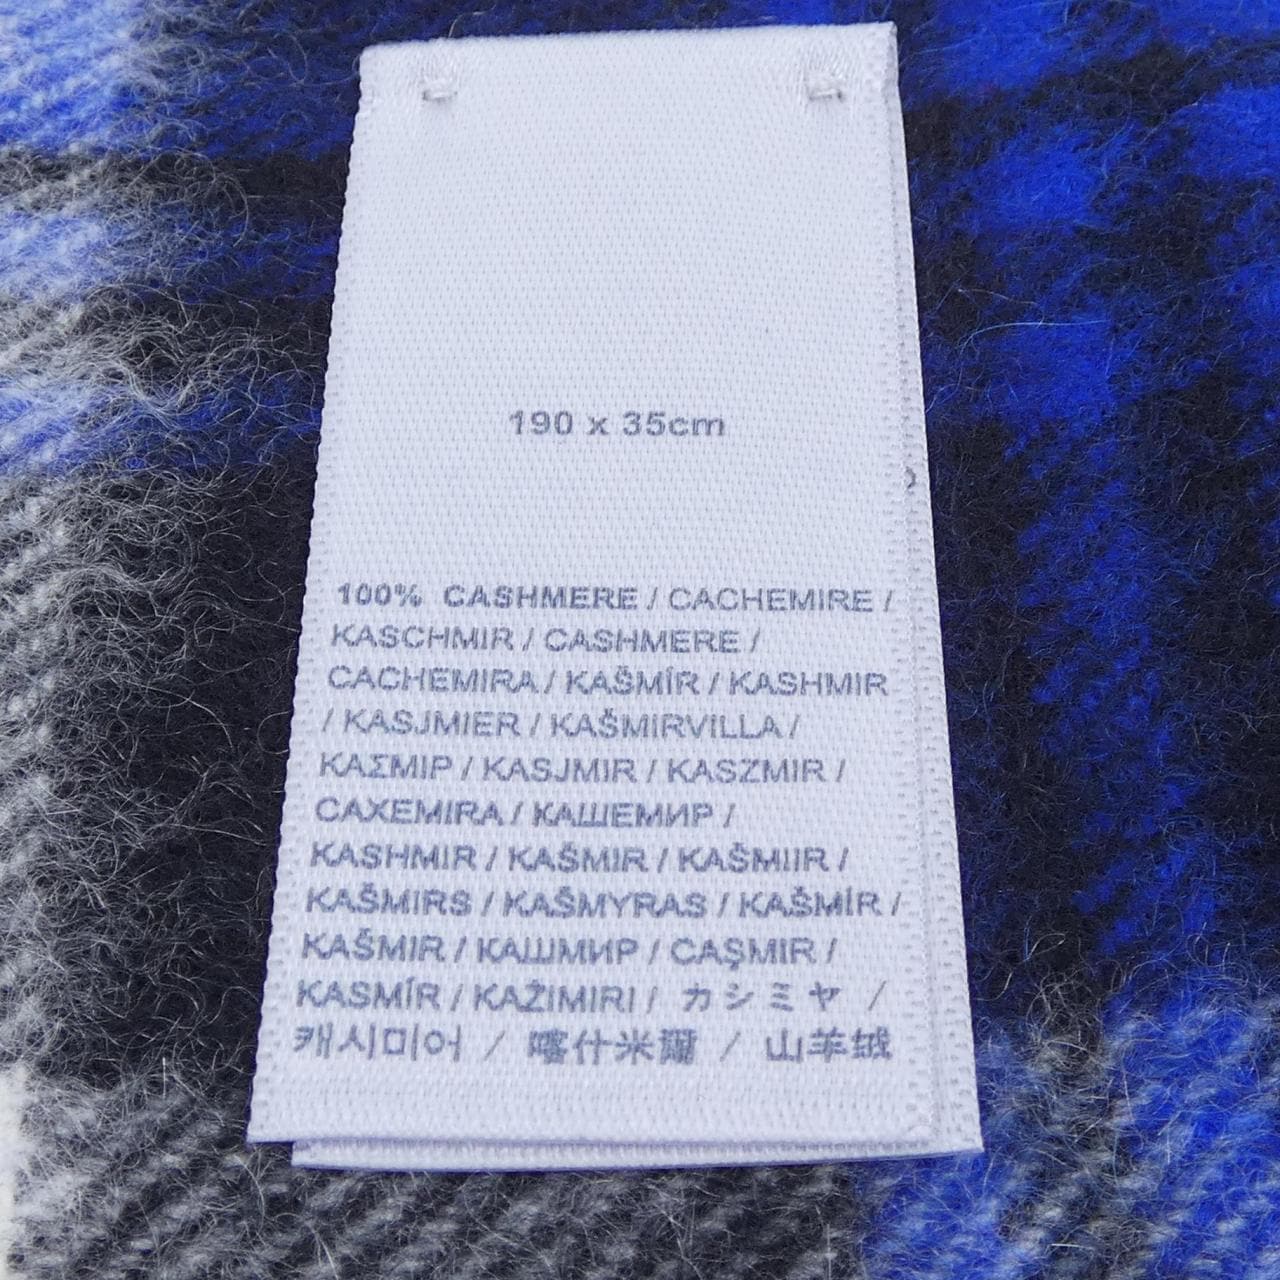 190 x 35cm
100% CASHMERE / CACHEMIRE /
KASCHMIR / CASHMERE /
CACHEMIRA / KAŠMÍR / KASHMIR
/ KASJMIER / KAŠMIRVILLA /
ΚΑΣΜΙΡ / KASJMIR / KASZMIR /
CAXEMIRA / КАШЕМИР /
KASHMIR / KAŠMIR / KAŠMIIR /
KAŠMIRS / KAŠMYRAS / KAŠMÍR /
KAŠMIR / КАШМИР / CAŞMIR /
KASMÍR / KAŻIMIRI / カシミヤ /
캐시미어 / 喀什米爾 / 山羊绒